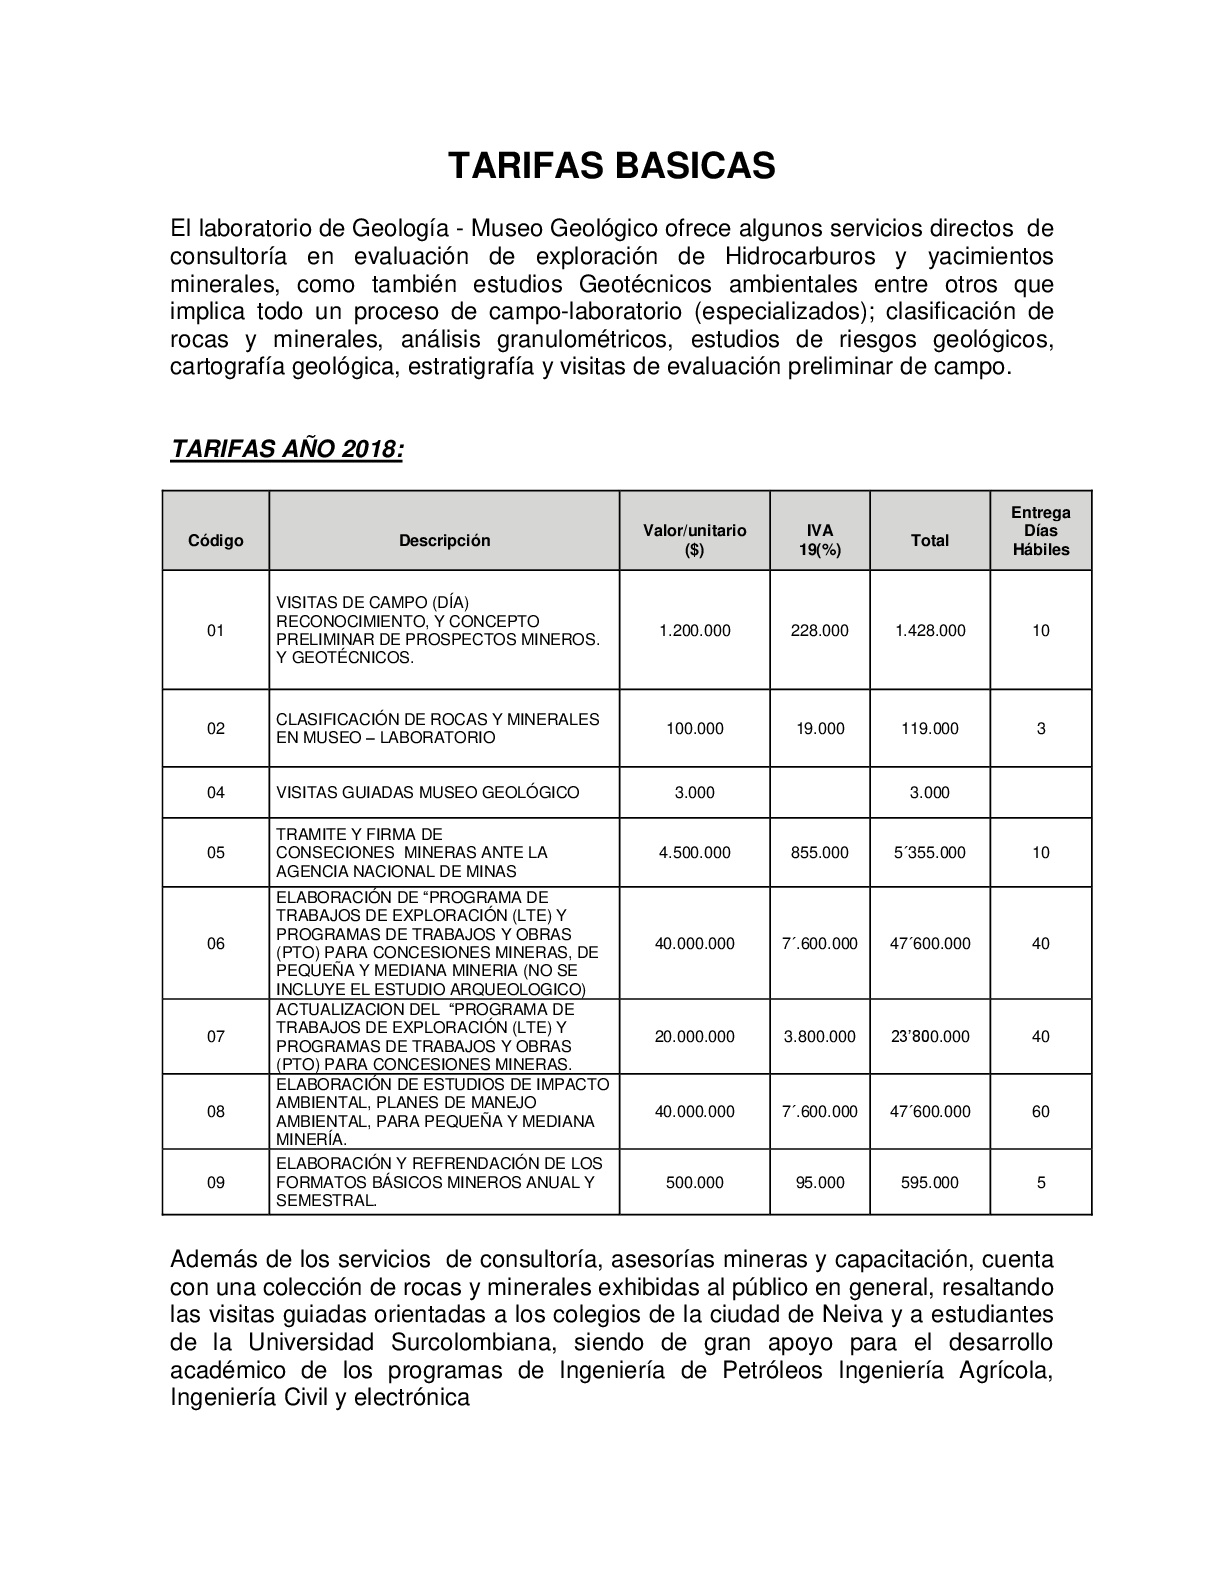 TARIFAS BASICAS
El laboratorio de Geología - Museo Geológico ofrece algunos servicios directos de
consultoría en evaluación de exploración de Hidrocarburos y yacimientos
minerales, como también estudios Geotécnicos ambientales entre otros que
implica todo un proceso de campo-laboratorio (especializados); clasificación de
rocas y minerales, análisis granulométricos, estudios de riesgos geológicos,
cartografía geológica, estratigrafía y visitas de evaluación preliminar de campo.
TARIFAS AÑO 2018:
Código Descripción Valor/unitario ($) IVA 19(%) Total Entrega Días Hábiles
01
VISITAS DE CAMPO (DÍA)
RECONOCIMIENTO, Y CONCEPTO
PRELIMINAR DE PROSPECTOS MINEROS.
Y GEOTÉCNICOS.
1.200.000 228.000 1.428.000 10
02
CLASIFICACIÓN DE ROCAS Y MINERALES
EN MUSEO – LABORATORIO
100.000 19.000 119.000 3
04 VISITAS GUIADAS MUSEO GEOLÓGICO 3.000 3.000
05
TRAMITE Y FIRMA DE
CONSECIONES MINERAS ANTE LA
AGENCIA NACIONAL DE MINAS
4.500.000 855.000 5´355.000 10
06
ELABORACIÓN DE “PROGRAMA DE
TRABAJOS DE EXPLORACIÓN (LTE) Y
PROGRAMAS DE TRABAJOS Y OBRAS
(PTO) PARA CONCESIONES MINERAS, DE
PEQUEÑA Y MEDIANA MINERIA (NO SE
INCLUYE EL ESTUDIO ARQUEOLOGICO)
40.000.000 7´.600.000 47´600.000 40
07
ACTUALIZACION DEL “PROGRAMA DE
TRABAJOS DE EXPLORACIÓN (LTE) Y
PROGRAMAS DE TRABAJOS Y OBRAS
(PTO) PARA CONCESIONES MINERAS.
20.000.000 3.800.000 23’800.000 40
08
ELABORACIÓN DE ESTUDIOS DE IMPACTO
AMBIENTAL, PLANES DE MANEJO
AMBIENTAL, PARA PEQUEÑA Y MEDIANA
MINERÍA.
40.000.000 7´.600.000 47´600.000 60
09
ELABORACIÓN Y REFRENDACIÓN DE LOS
FORMATOS BÁSICOS MINEROS ANUAL Y
SEMESTRAL.
500.000 95.000 595.000 5
Además de los servicios de consultoría, asesorías mineras y capacitación, cuenta
con una colección de rocas y minerales exhibidas al público en general, resaltando
las visitas guiadas orientadas a los colegios de la ciudad de Neiva y a estudiantes
de la Universidad Surcolombiana, siendo de gran apoyo para el desarrollo
académico de los programas de Ingeniería de Petróleos Ingeniería Agrícola,
Ingeniería Civil y electrónica